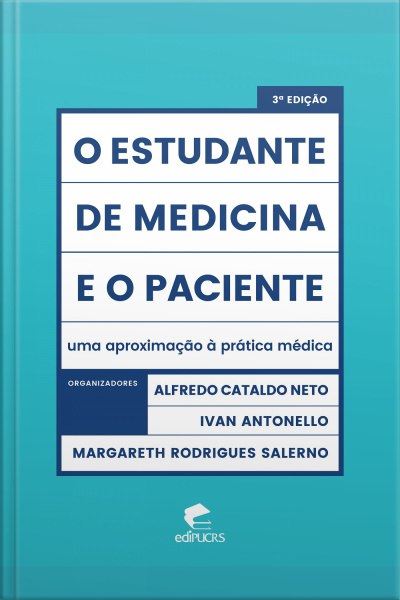 3ª EDIÇÃO
O ESTUDANTE
DE MEDICINA
E O PACIENTE
uma aproximação à prática médica
ORGANIZADORES
ALFREDO CATALDO NETO
IVAN ANTONELLO
MARGARETH RODRIGUES SALERNO
ediPUCRS